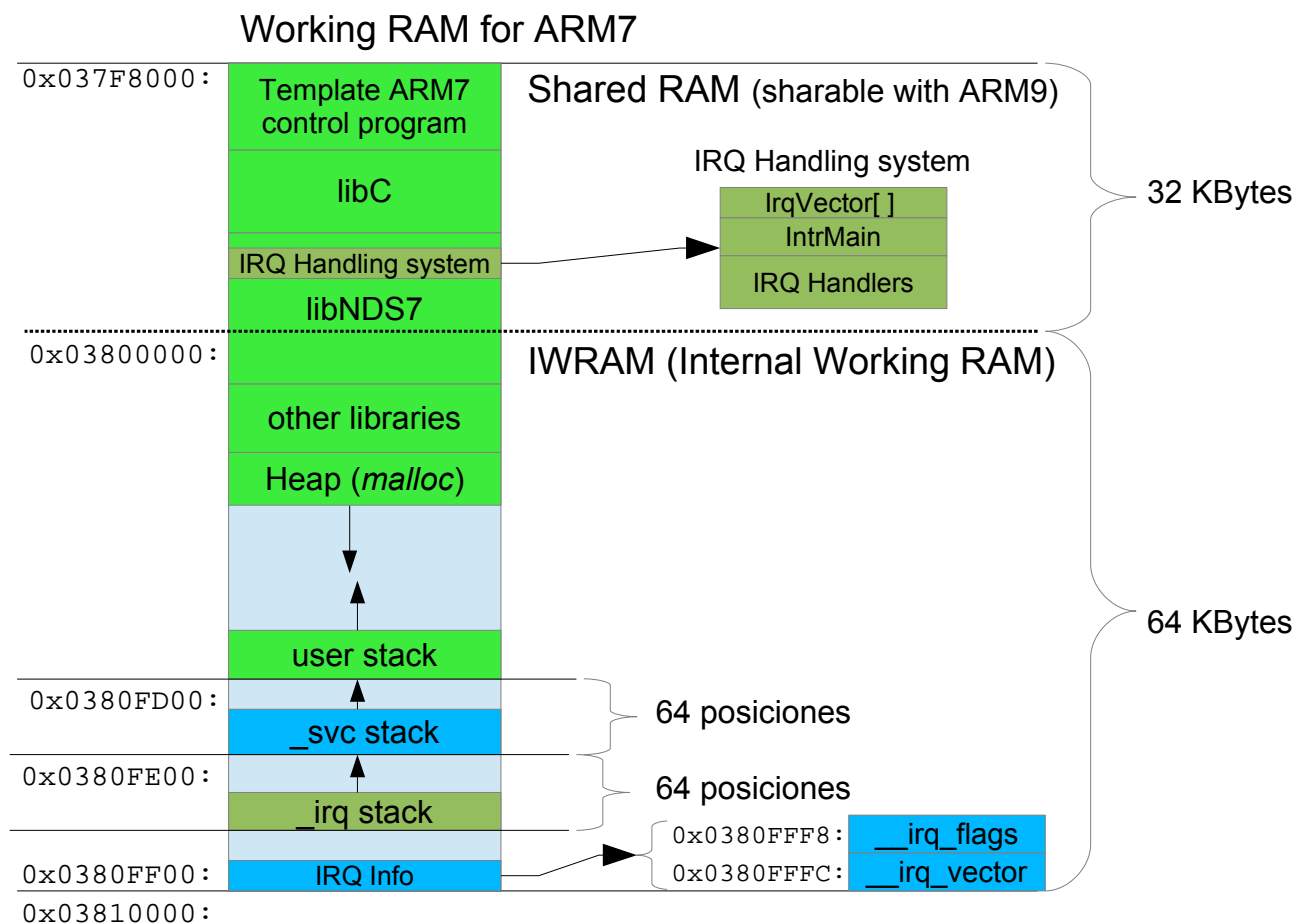 Working RAM for ARM7
0x037F8000:
Template ARM7
control program
Shared RAM (sharable with ARM9)
libC
IRQ Handling system
IrqVector[ ]
IntrMain
IRQ Handlers
32 KBytes
IRQ Handling system
libNDS7
0x03800000:
IWRAM (Internal Working RAM)
other libraries
Heap (malloc)
64 KBytes
user stack
0x0380FD00:
_svc stack
64 posiciones
0x0380FE00:
_irq stack
64 posiciones
0x0380FF00:
IRQ Info
0x0380FFF8:
__irq_flags
0x0380FFFC:
__irq_vector
0x03810000: